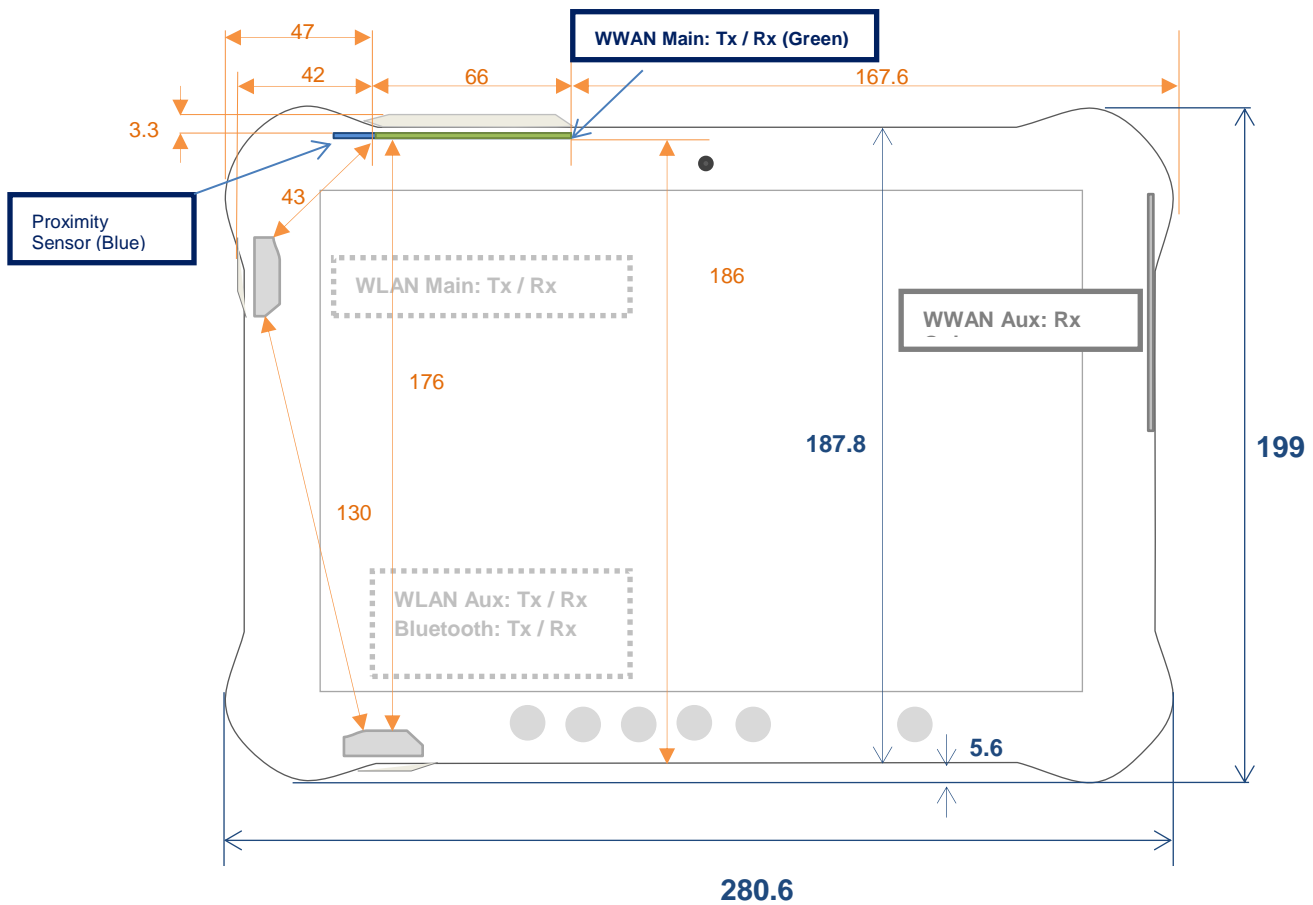 47
WWAN Main: Tx / Rx (Green)
42
66
167.6
3.3
43
Proximity
Sensor (Blue)
WLAN Main: Tx / Rx
186
WWAN Aux: Rx
176
187.8
199
130
WLAN Aux: Tx / Rx
Bluetooth: Tx / Rx
5.6
280.6